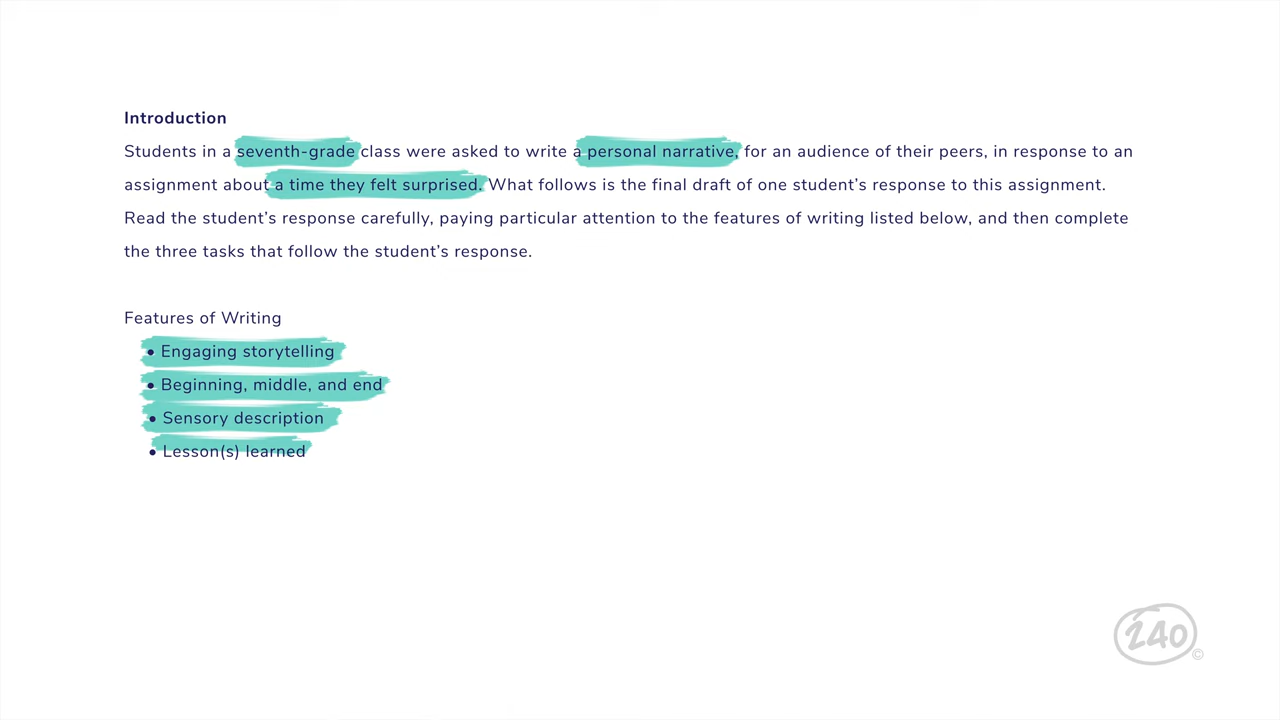 Introduction
Students in a seventh-grade class were asked to write a personal narrative, for an audience of their peers, in response to an
assignment about a time they felt surprised. What follows is the final draft of one student’s response to this assignment.
Read the student’s response carefully, paying particular attention to the features of writing listed below, and then complete
the three tasks that follow the student’s response.
Features of Writing
• Engaging storytelling
• Beginning, middle, and end
• Sensory description
• Lesson(s) learned
240 ©